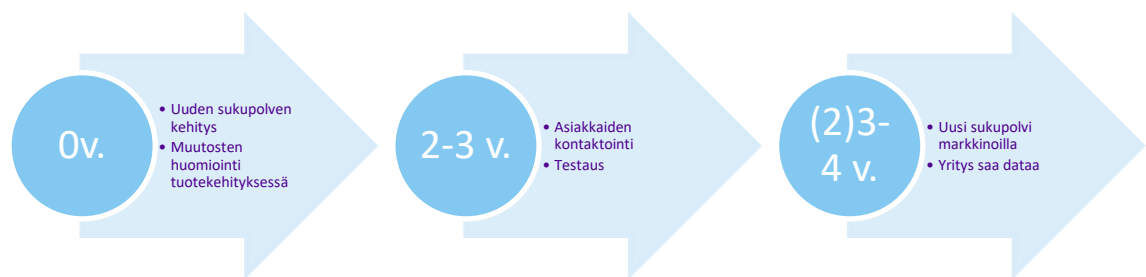 0v.
• Uuden sukupolven
kehitys
• Muutosten
huomiointi
tuotekehityksessä
2-3 v.
• Asiakkaiden
kontaktointi
• Testaus
(2)3-
4 v.
• Uusi sukupolvi
markkinoilla
• Yritys saa dataa